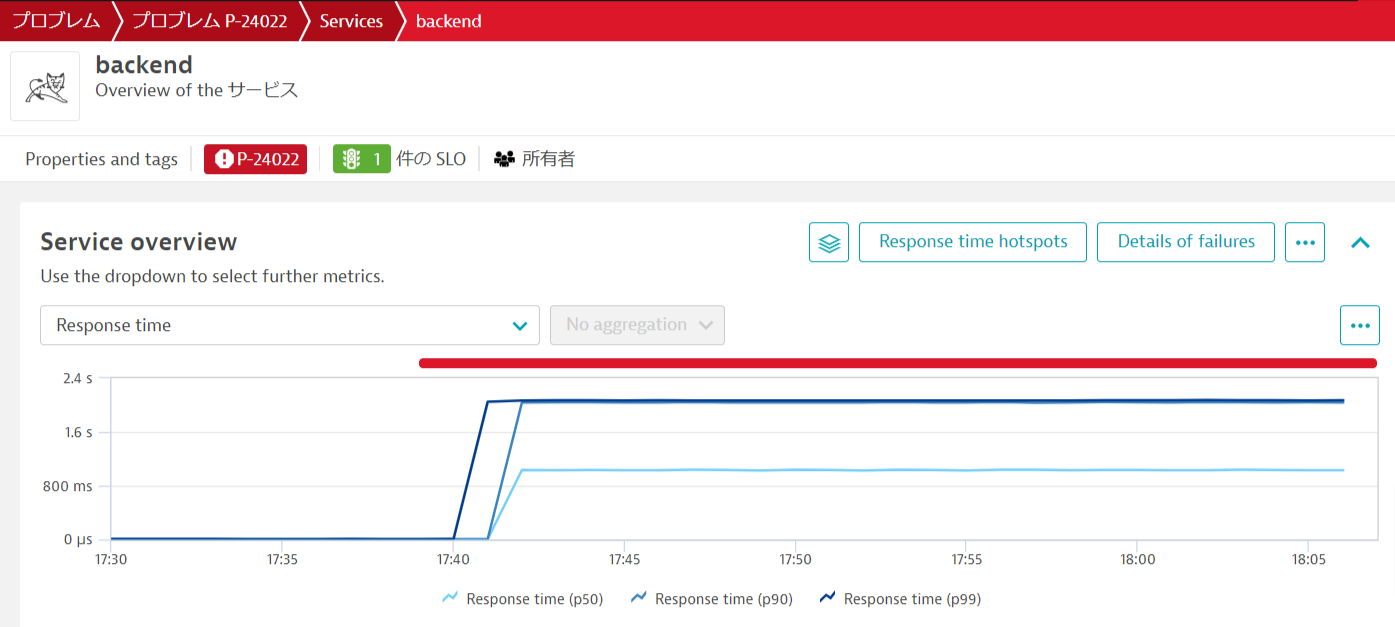 プロブレム プロブレム P-24022 Services backend
backend
Overview of the サービス
Properties and tags P-24022 1 件の SLO 所有者
Service overview
Response time hotspots Details of failures
Use the dropdown to select further metrics.
Response time No aggregation
2.4 s
1.6 s
800 ms
0 µs
17:30 17:35 17:40 17:45 17:50 17:55 18:00 18:05
Response time (p50) Response time (p90) Response time (p99)